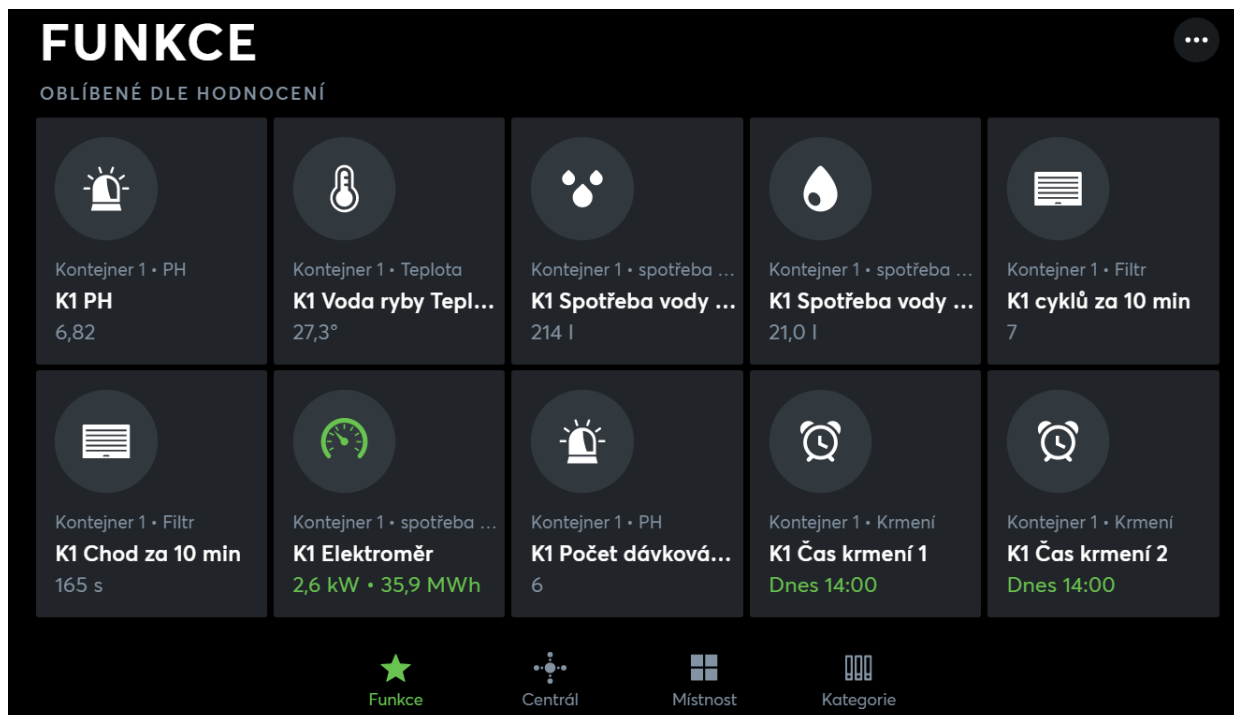 FUNKCE
OBLÍBENÉ DLE HODNOCENÍ
Kontejner 1 • PH
K1 PH
6,82
Kontejner 1 • Teplota
K1 Voda ryby Tepl...
27,3°
Kontejner 1 • spotřeba ...
K1 Spotřeba vody ...
214 l
Kontejner 1 • spotřeba ...
K1 Spotřeba vody ...
21,0 l
Kontejner 1 • Filtr
K1 cyklů za 10 min
7
Kontejner 1 • Filtr
K1 Chod za 10 min
165 s
Kontejner 1 • spotřeba ...
K1 Elektroměr
2,6 kW • 35,9 MWh
Kontejner 1 • PH
K1 Počet dávková...
6
Kontejner 1 • Krmení
K1 Čas krmení 1
Dnes 14:00
Kontejner 1 • Krmení
K1 Čas krmení 2
Dnes 14:00
Funkce
Centrál
Místnost
Kategorie